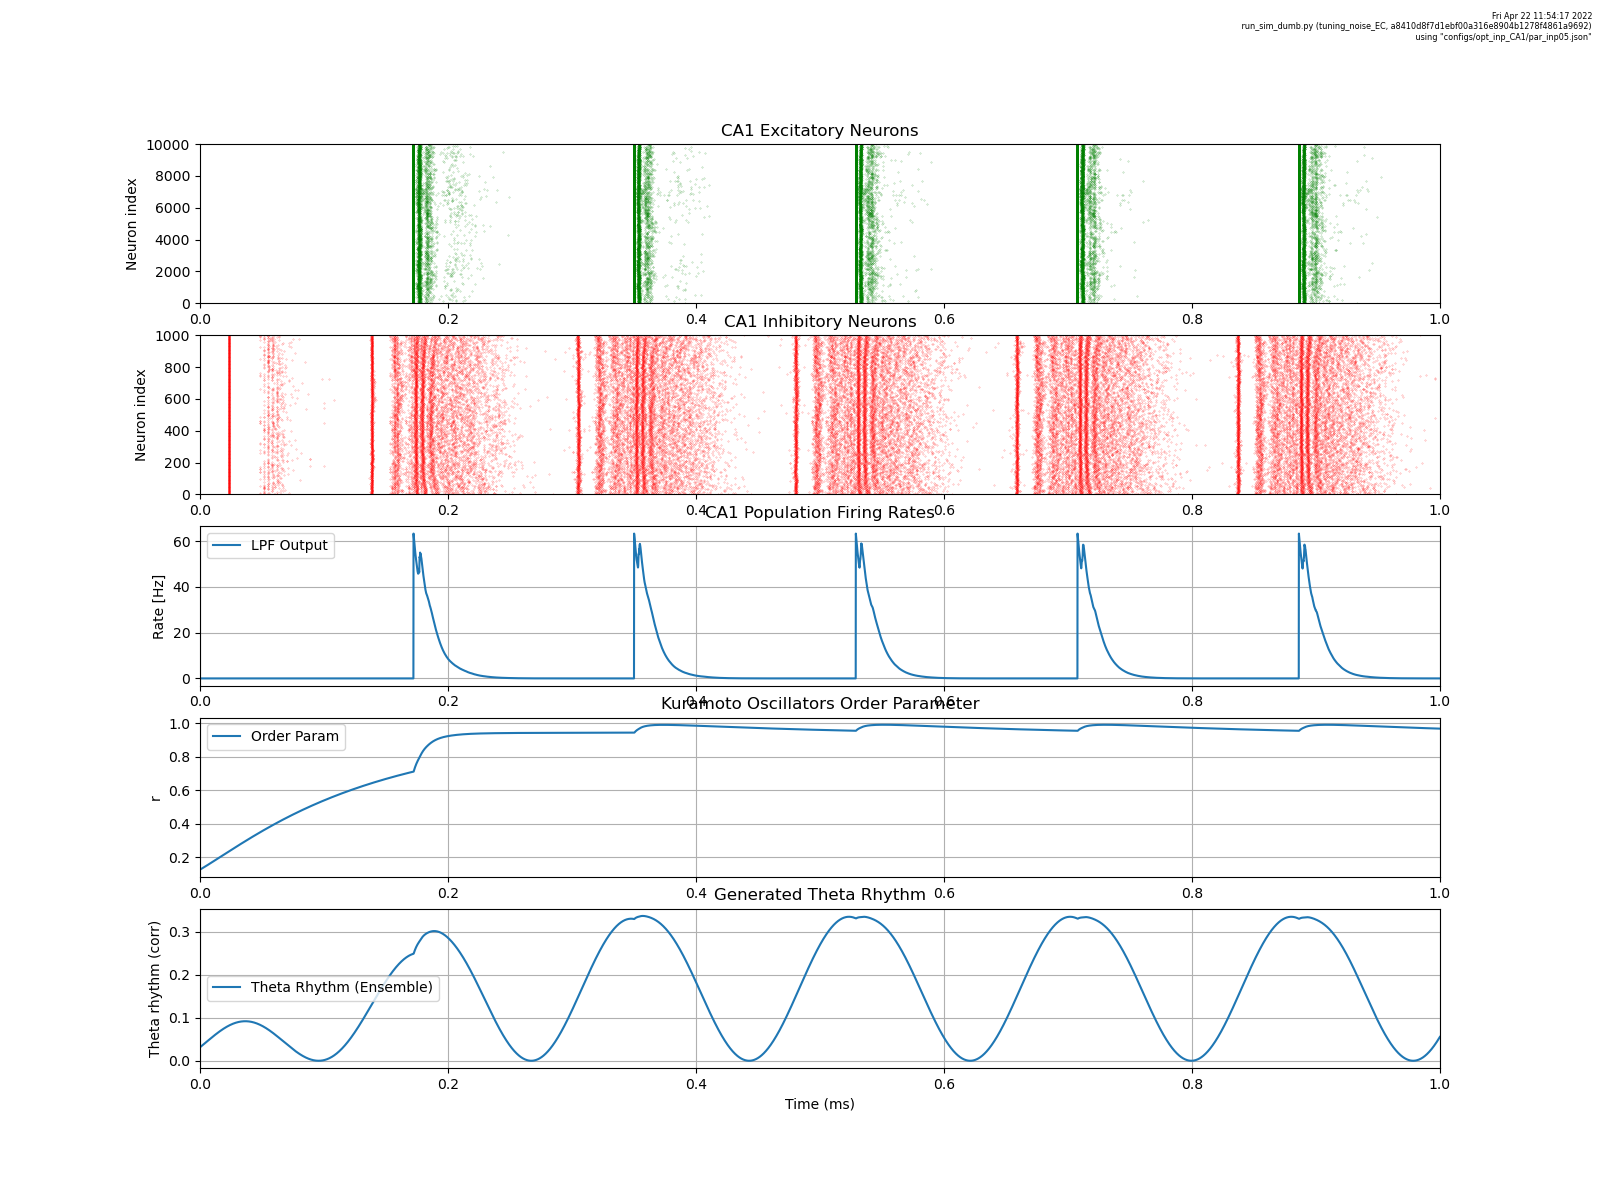 Fri Apr 22 11:54:17 2022
run_sim_dumb.py (tuning_noise_EC, a8410d8f7d1ebf00a316e8904b1278f4861a9692)
using "configs/opt_inp_CA1/par_inp05.json"
CA1 Excitatory Neurons
Neuron index
10000
8000
6000
4000
2000
0
0.0 0.2 0.4 0.6 0.8 1.0
CA1 Inhibitory Neurons
Neuron index
1000
800
600
400
200
0
0.0 0.2 0.4 0.6 0.8 1.0
CA1 Population Firing Rates
LPF Output
Rate [Hz]
60
40
20
0
0.0 0.2 0.4 0.6 0.8 1.0
Kuramoto Oscillators Order Parameter
Order Param
r
1.0
0.8
0.6
0.4
0.2
0.0 0.2 0.4 0.6 0.8 1.0
Generated Theta Rhythm
Theta Rhythm (Ensemble)
Theta rhythm (corr)
0.3
0.2
0.1
0.0
0.0 0.2 0.4 0.6 0.8 1.0
Time (ms)